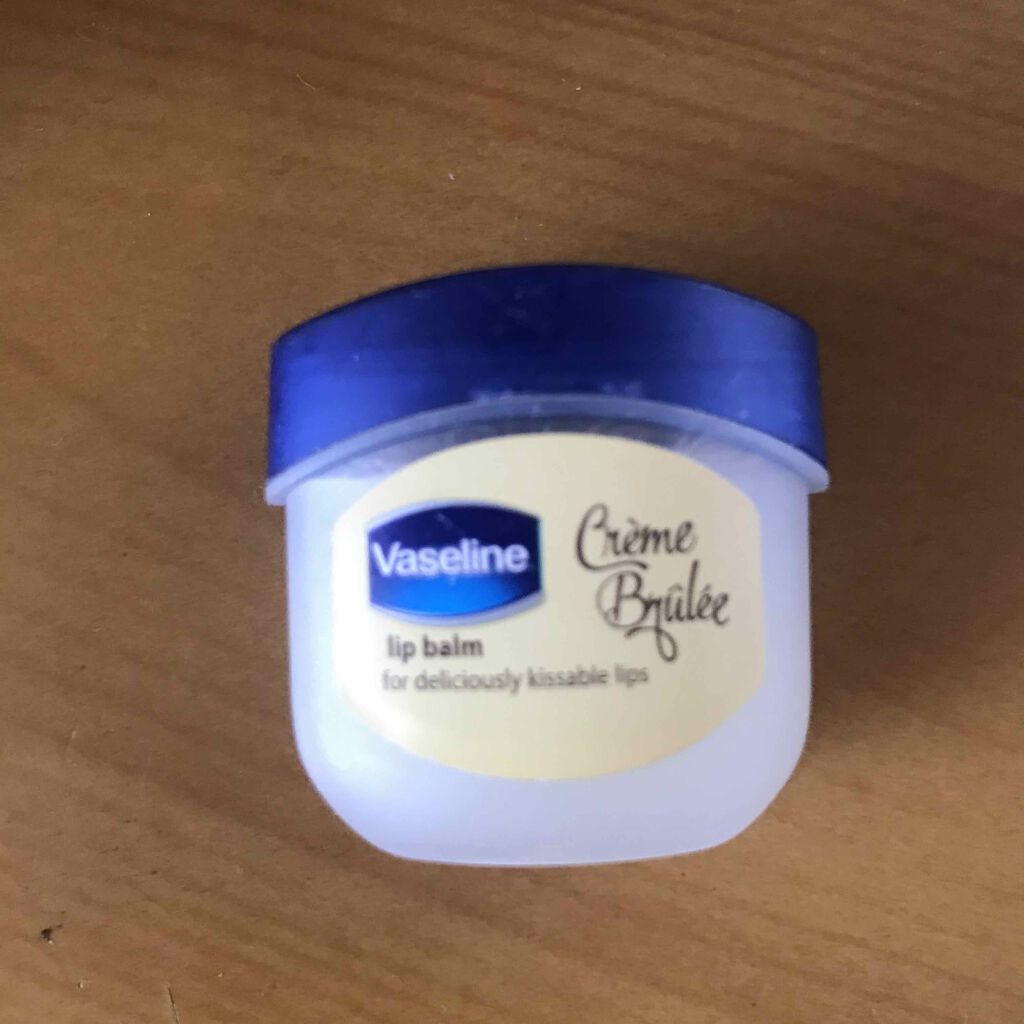 Vaseline
Crème
Brûlée
lip balm
for deliciously kissable lips